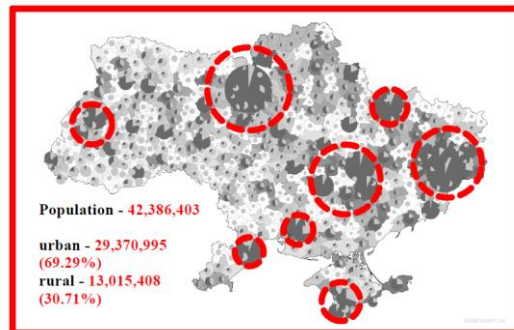 Population - 42,386,403
urban - 29,370,995
(69.29%)
rural - 13,015,408
(30.71%)